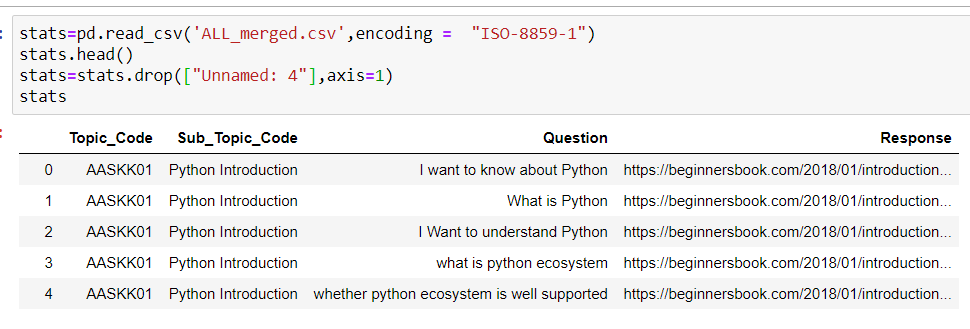 stats=pd.read_csv('ALL_merged.csv',encoding =  "ISO-8859-1")
stats.head()
stats=stats.drop(["Unnamed: 4"],axis=1)
stats
Topic_Code Sub_Topic_Code Question Response
0 AASKK01 Python Introduction I want to know about Python https://beginnersbook.com/2018/01/introduction...
1 AASKK01 Python Introduction What is Python https://beginnersbook.com/2018/01/introduction...
2 AASKK01 Python Introduction I Want to understand Python https://beginnersbook.com/2018/01/introduction...
3 AASKK01 Python Introduction what is python ecosystem https://beginnersbook.com/2018/01/introduction...
4 AASKK01 Python Introduction whether python ecosystem is well supported https://beginnersbook.com/2018/01/introduction...